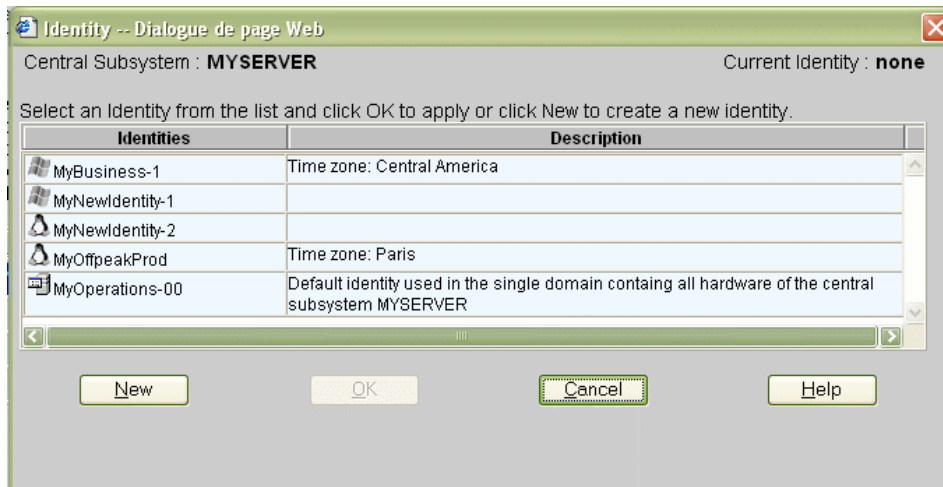 Identity -- Dialogue de page Web
Central Subsystem : MYSERVER Current Identity : none
Select an Identity from the list and click OK to apply or click New to create a new identity.
Identities Description
MyBusiness-1 Time zone: Central America
MyNewIdentity-1
MyNewIdentity-2
MyOffpeakProd Time zone: Paris
MyOperations-00 Default identity used in the single domain containg all hardware of the central
subsystem MYSERVER
New OK Cancel Help